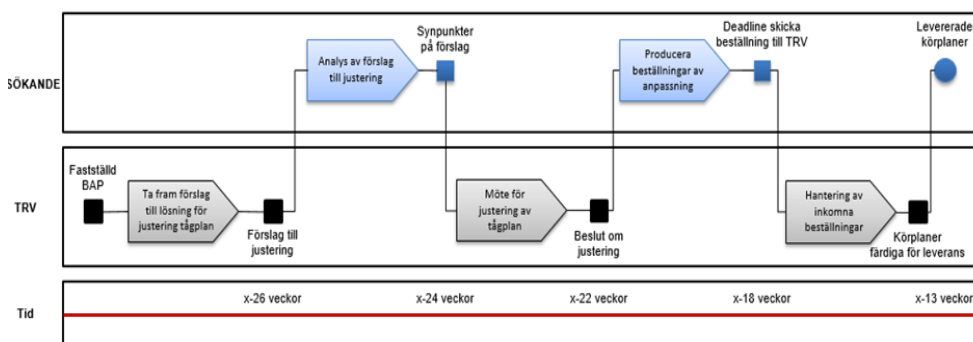 SÖKANDE
Analys av förslag
till justering
Synpunkter
på förslag
Producera
beställningar av
anpassning
Deadline skicka
beställning till TRV
Levererade
körplaner
TRV
Fastställd
BAP
Ta fram förslag
till lösning för
justering tågplan
Förslag till
justering
Möte för
justering av
tågplan
Beslut om
justering
Hantering av
inkomna
beställningar
Körplaner
färdiga för leverans
Tid
x-26 veckor
x-24 veckor
x-22 veckor
x-18 veckor
x-13 veckor